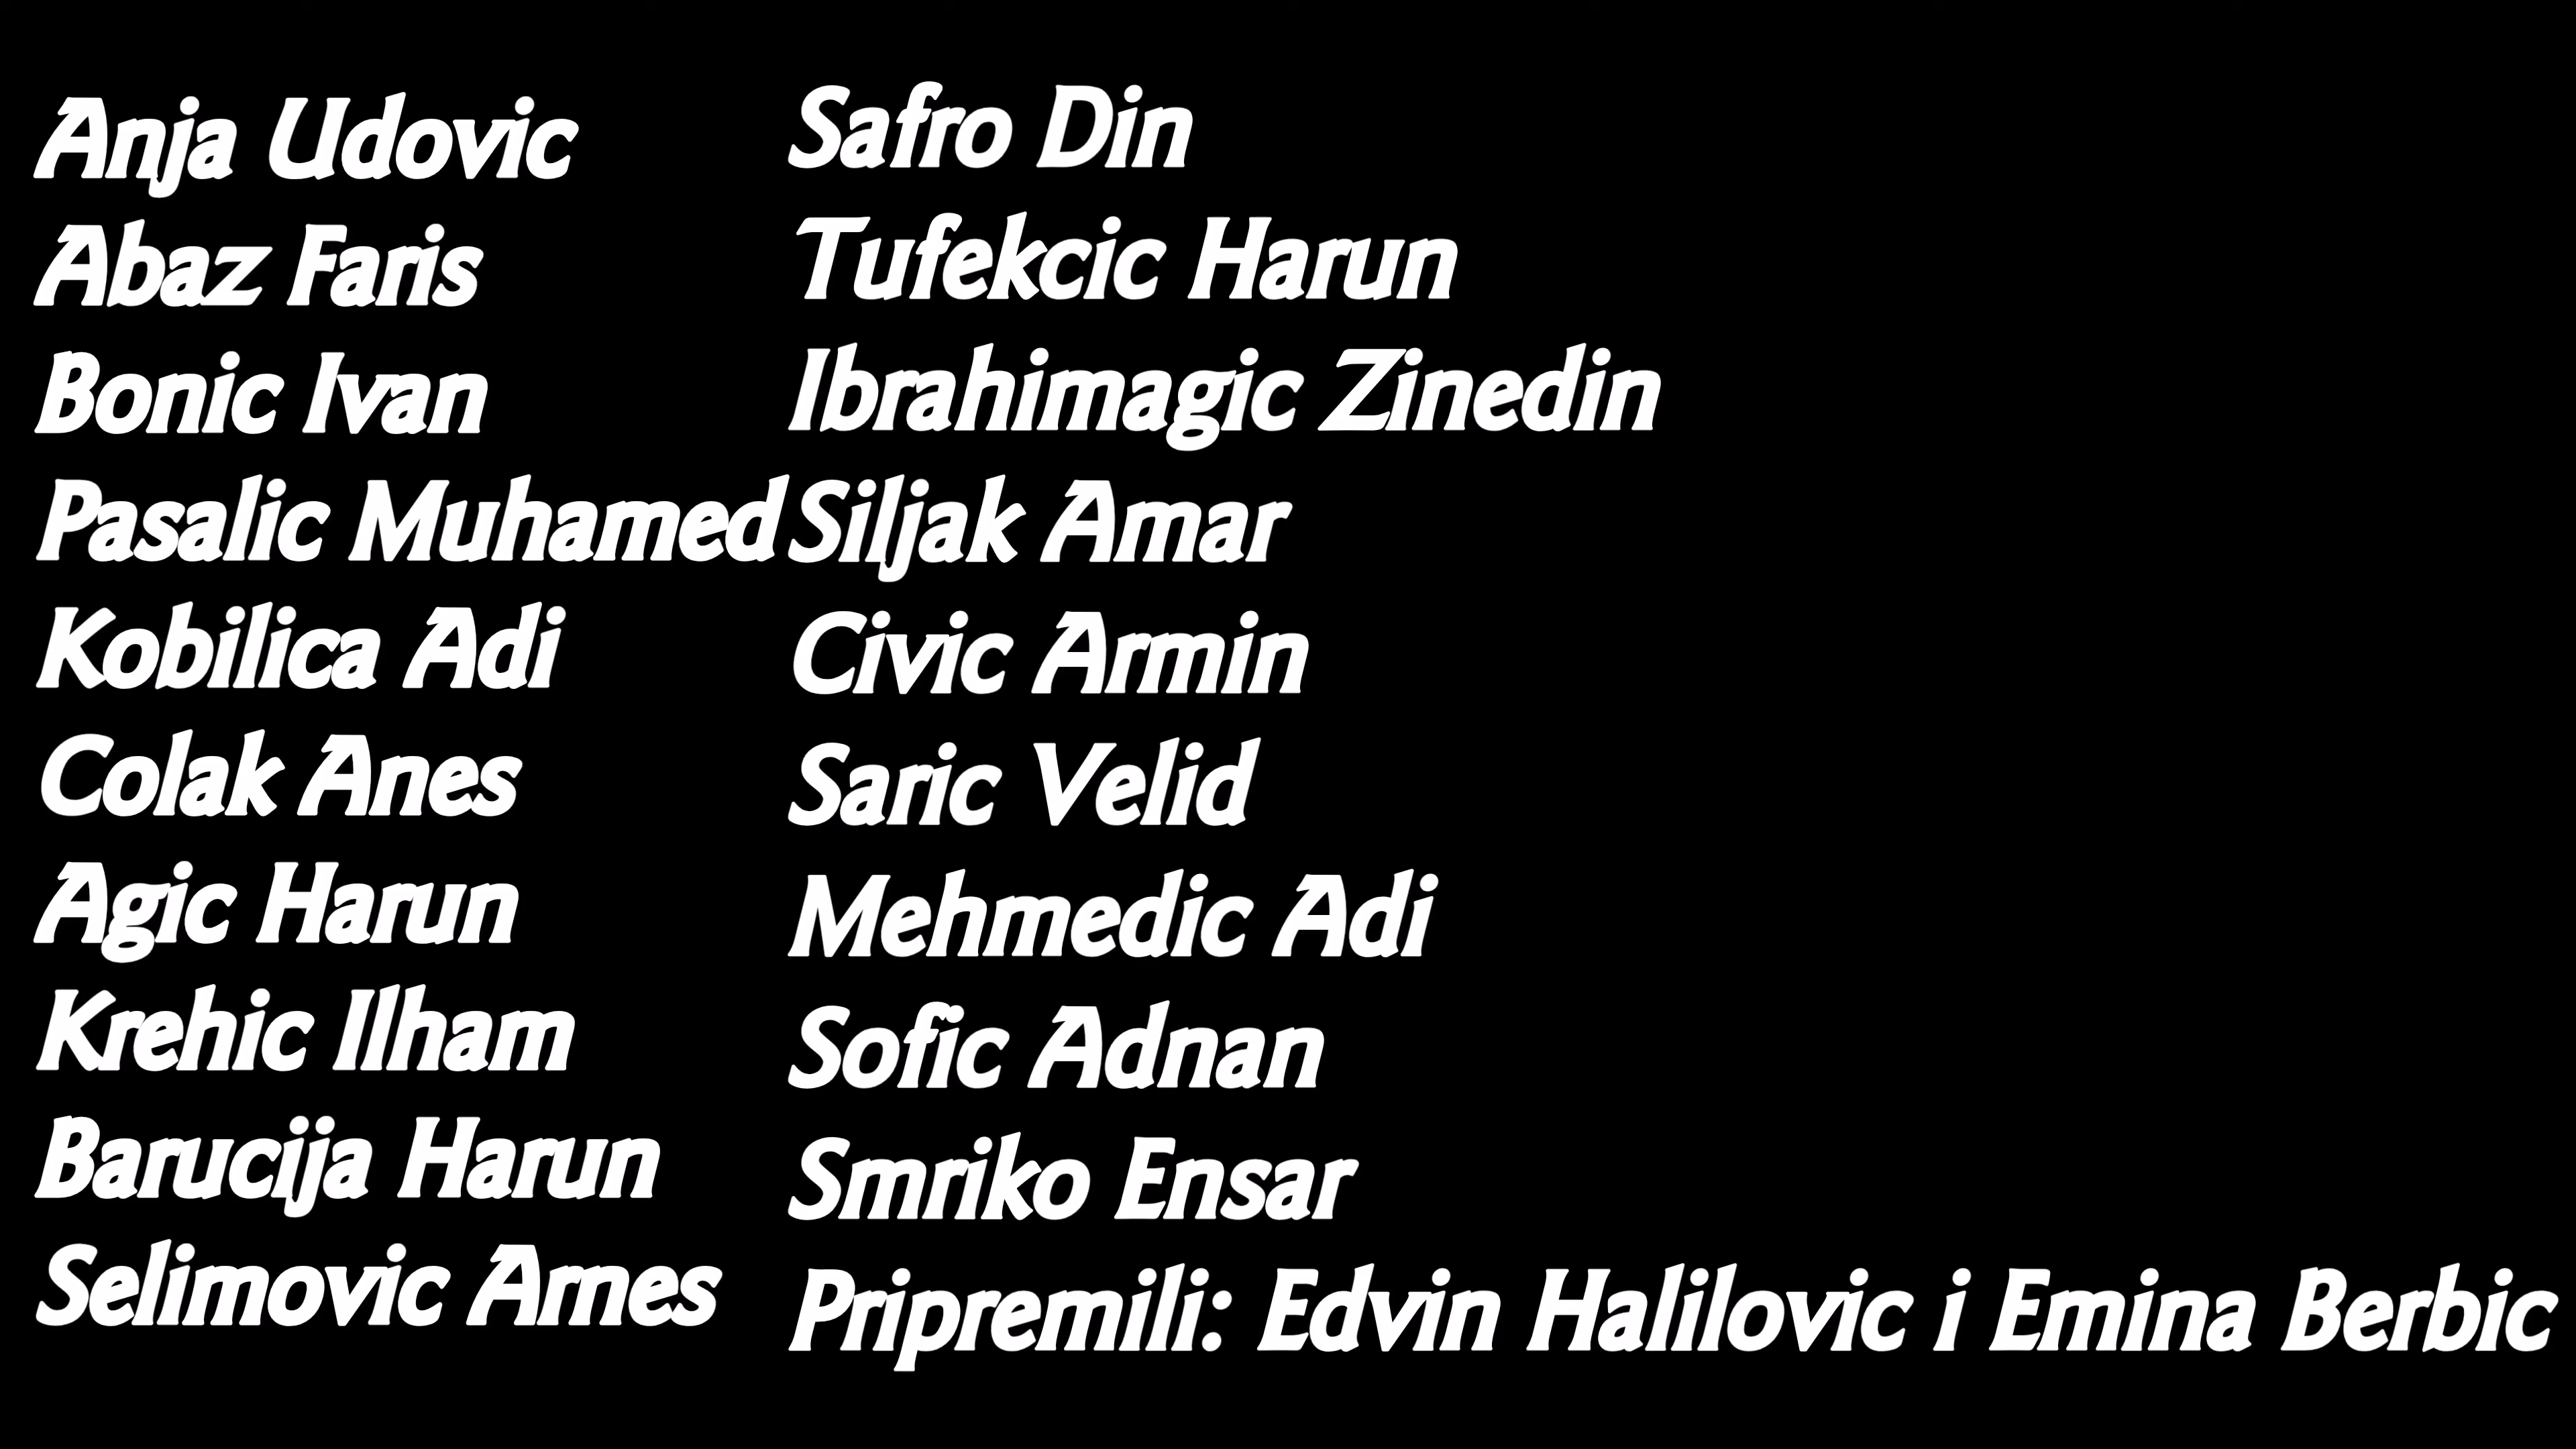 Anja Udovic
Abaz Faris
Bonic Ivan
Pasalic Muhamed
Kobilica Adi
Colak Anes
Agic Harun
Krehic Ilham
Barucija Harun
Selimovic Arnes
Safro Din
Tufekcic Harun
Ibrahimagic Zinedin
Siljak Amar
Civic Armin
Saric Velid
Mehmedic Adi
Sofic Adnan
Smriko Ensar
Pripremili: Edvin Halilovic i Emina Berbic